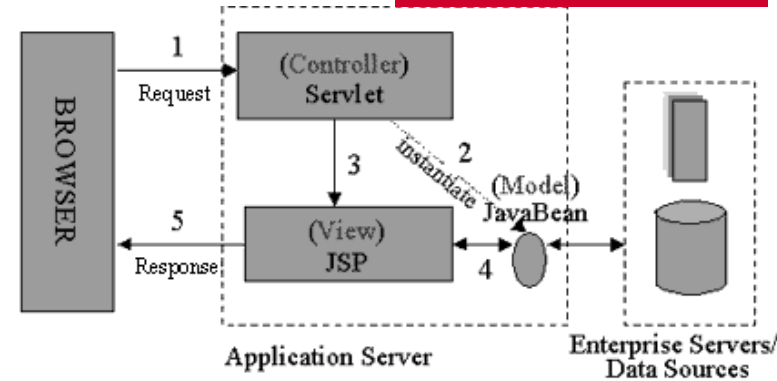 1
Request
BROWSER
(Controller)
Servlet
2
instantiate
3
(Model)
JavaBean
(View)
JSP
4
5
Response
Application Server
Enterprise Servers/
Data Sources